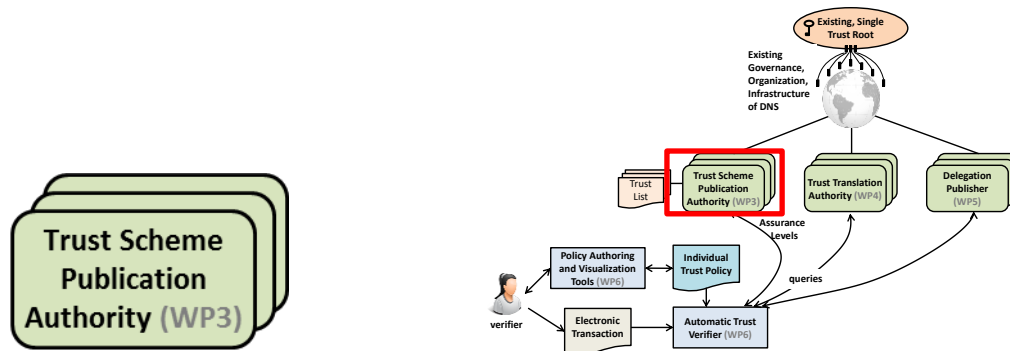 Trust Scheme
Publication
Authority (WP3)
Existing, Single
Trust Root
Existing
Governance,
Organization,
Infrastructure
of DNS
Trust
List
Trust Scheme
Publication
Authority (WP3)
Trust Translation
Authority (WP4)
Delegation
Publisher
(WP5)
Assurance
Levels
Policy Authoring
and Visualization
Tools (WP6)
Individual
Trust Policy
queries
verifier
Electronic
Transaction
Automatic Trust
Verifier (WP6)